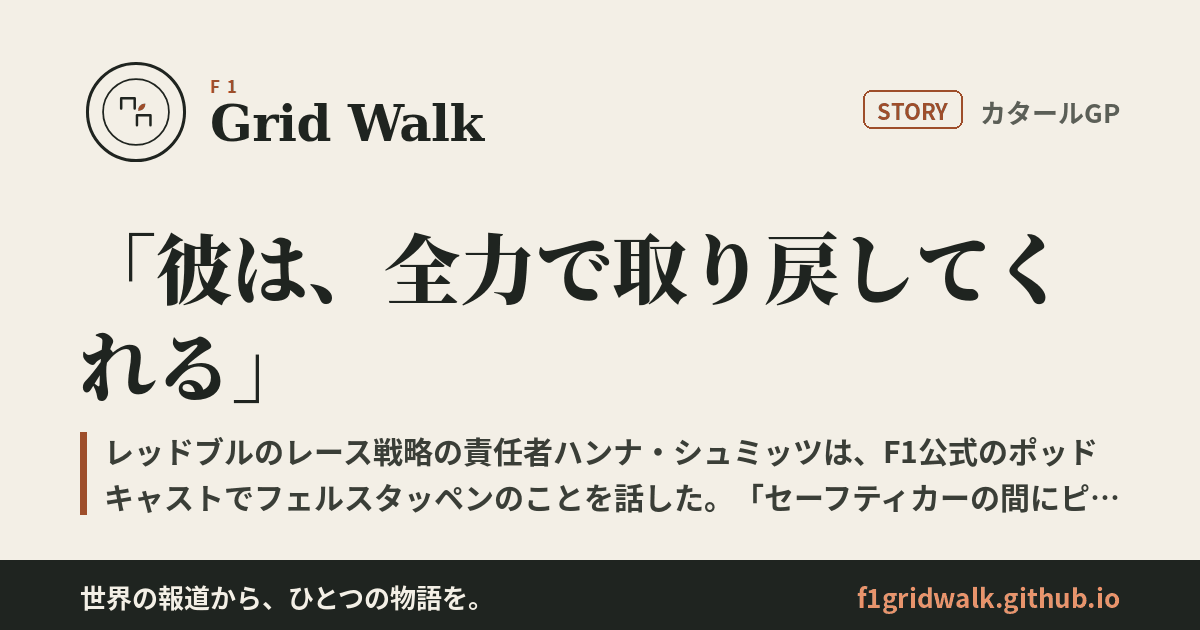 F1
Grid Walk
STORY
カタールGP
「彼は、全力で取り戻してく
れる」
レッドブルのレース戦略の責任者ハンナ・シュミッツは、F1公式のポッド
キャストでフェルスタッペンのことを話した。「セーフティカーの間にピ…
世界の報道から、ひとつの物語を。
f1gridwalk.github.io